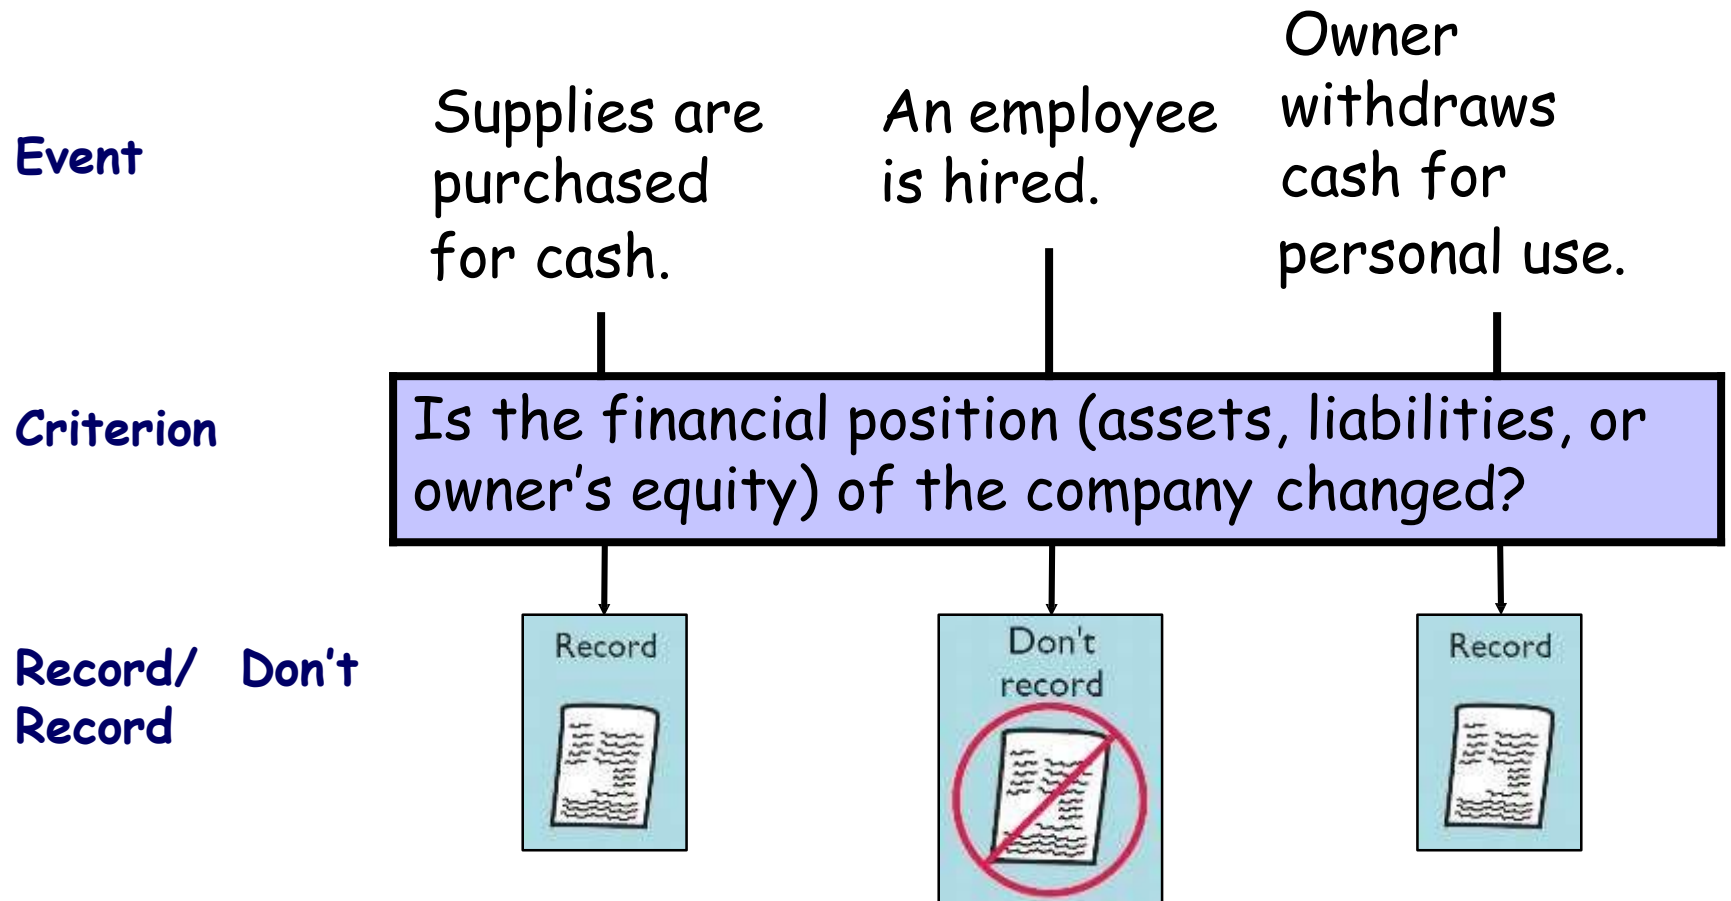 Event
Supplies are
purchased
for cash.
An employee
is hired.
Owner
withdraws
cash for
personal use.
Criterion
Is the financial position (assets, liabilities, or
owner’s equity) of the company changed?
Record/ Don’t
Record
Record
Don't
record
Record